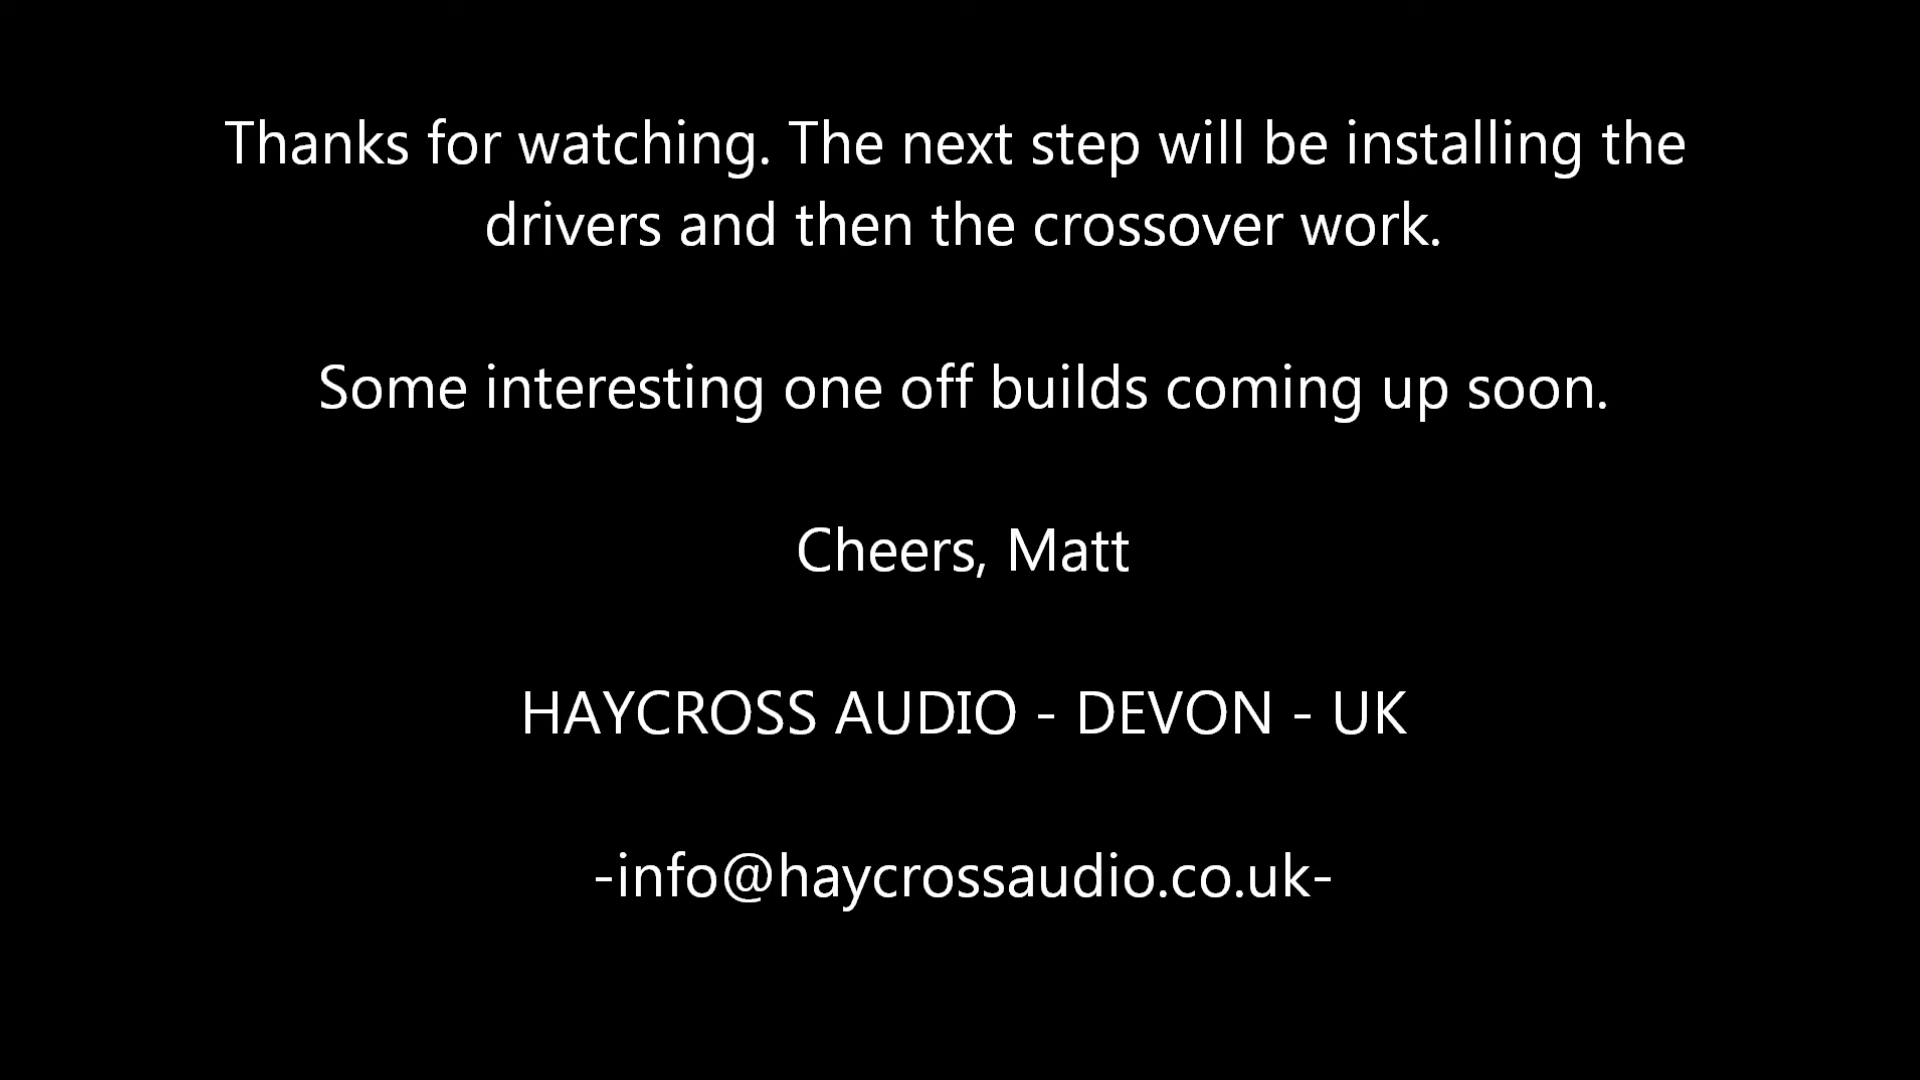 Thanks for watching. The next step will be installing the
drivers and then the crossover work.
Some interesting one off builds coming up soon.
Cheers, Matt
HAYCROSS AUDIO - DEVON - UK
-info@haycrossaudio.co.uk-